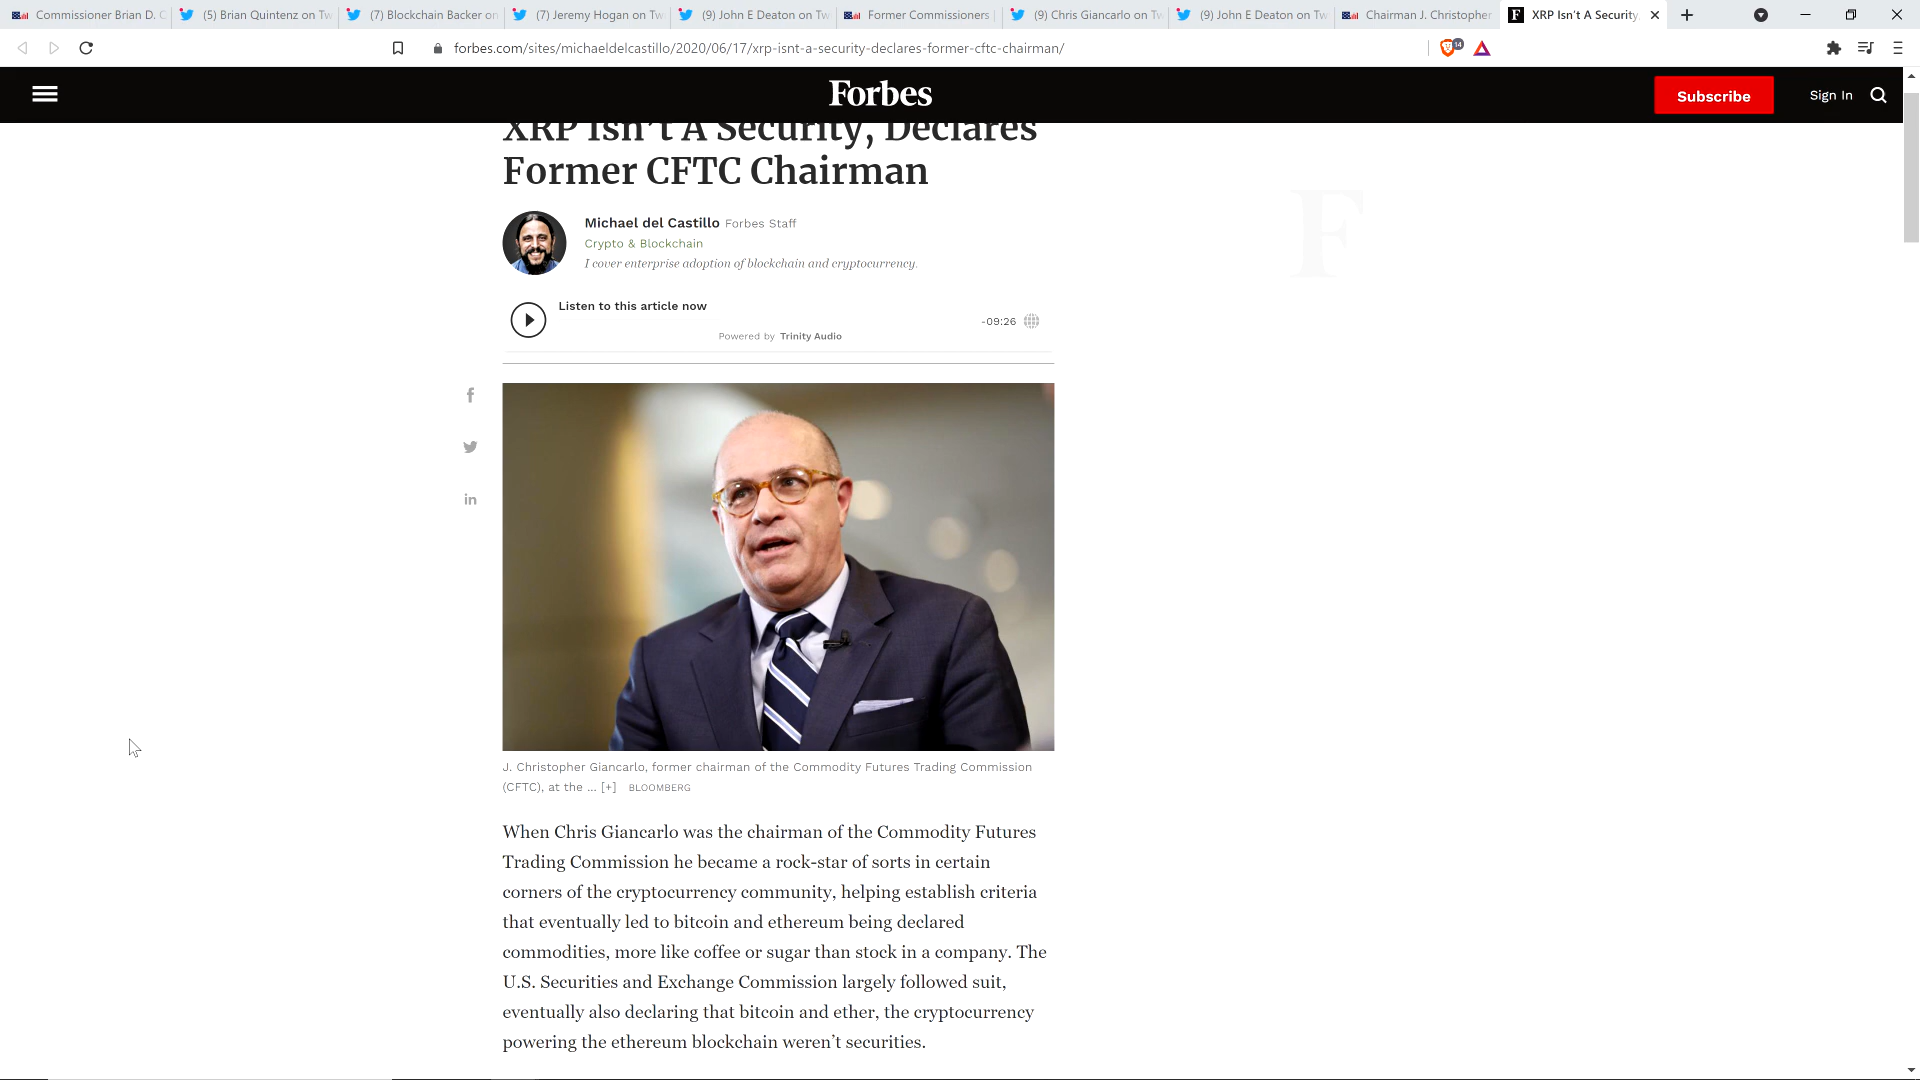 Commissioner Brian D. C
(5) Brian Quintenz on Tw
(7) Blockchain Backer on
(7) Jeremy Hogan on Tw
(9) John E Deaton on Tw
Former Commissioners |
(9) Chris Giancarlo on Tw
(9) John E Deaton on Tw
Chairman J. Christopher
XRP Isn't A Security,
forbes.com/sites/michaeldelcastillo/2020/06/17/xrp-isnt-a-security-declares-former-cftc-chairman/
14
Forbes
Subscribe
Sign In
XRP Isn't A Security, Declares
Former CFTC Chairman
Michael del Castillo Forbes Staff
Crypto & Blockchain
I cover enterprise adoption of blockchain and cryptocurrency.
Listen to this article now
-09:26
Powered by Trinity Audio
J. Christopher Giancarlo, former chairman of the Commodity Futures Trading Commission
(CFTC), at the ... [+] BLOOMBERG
When Chris Giancarlo was the chairman of the Commodity Futures
Trading Commission he became a rock-star of sorts in certain
corners of the cryptocurrency community, helping establish criteria
that eventually led to bitcoin and ethereum being declared
commodities, more like coffee or sugar than stock in a company. The
U.S. Securities and Exchange Commission largely followed suit,
eventually also declaring that bitcoin and ether, the cryptocurrency
powering the ethereum blockchain weren't securities.